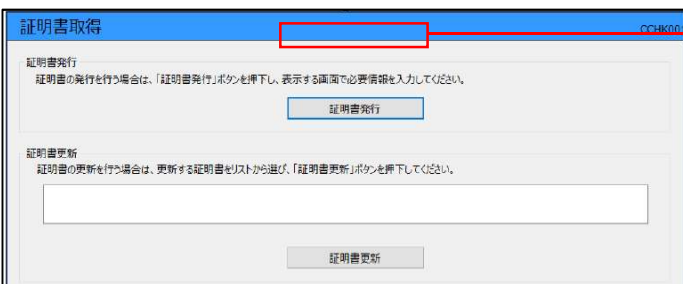 証明書取得
CCHK00
証明書発行
証明書の発行を行う場合は、「証明書発行」ボタンを押下し、表示する画面で必要情報を入力してください。
証明書発行
証明書更新
証明書の更新を行う場合は、更新する証明書をリストから選び、「証明書更新」ボタンを押下してください。
証明書更新